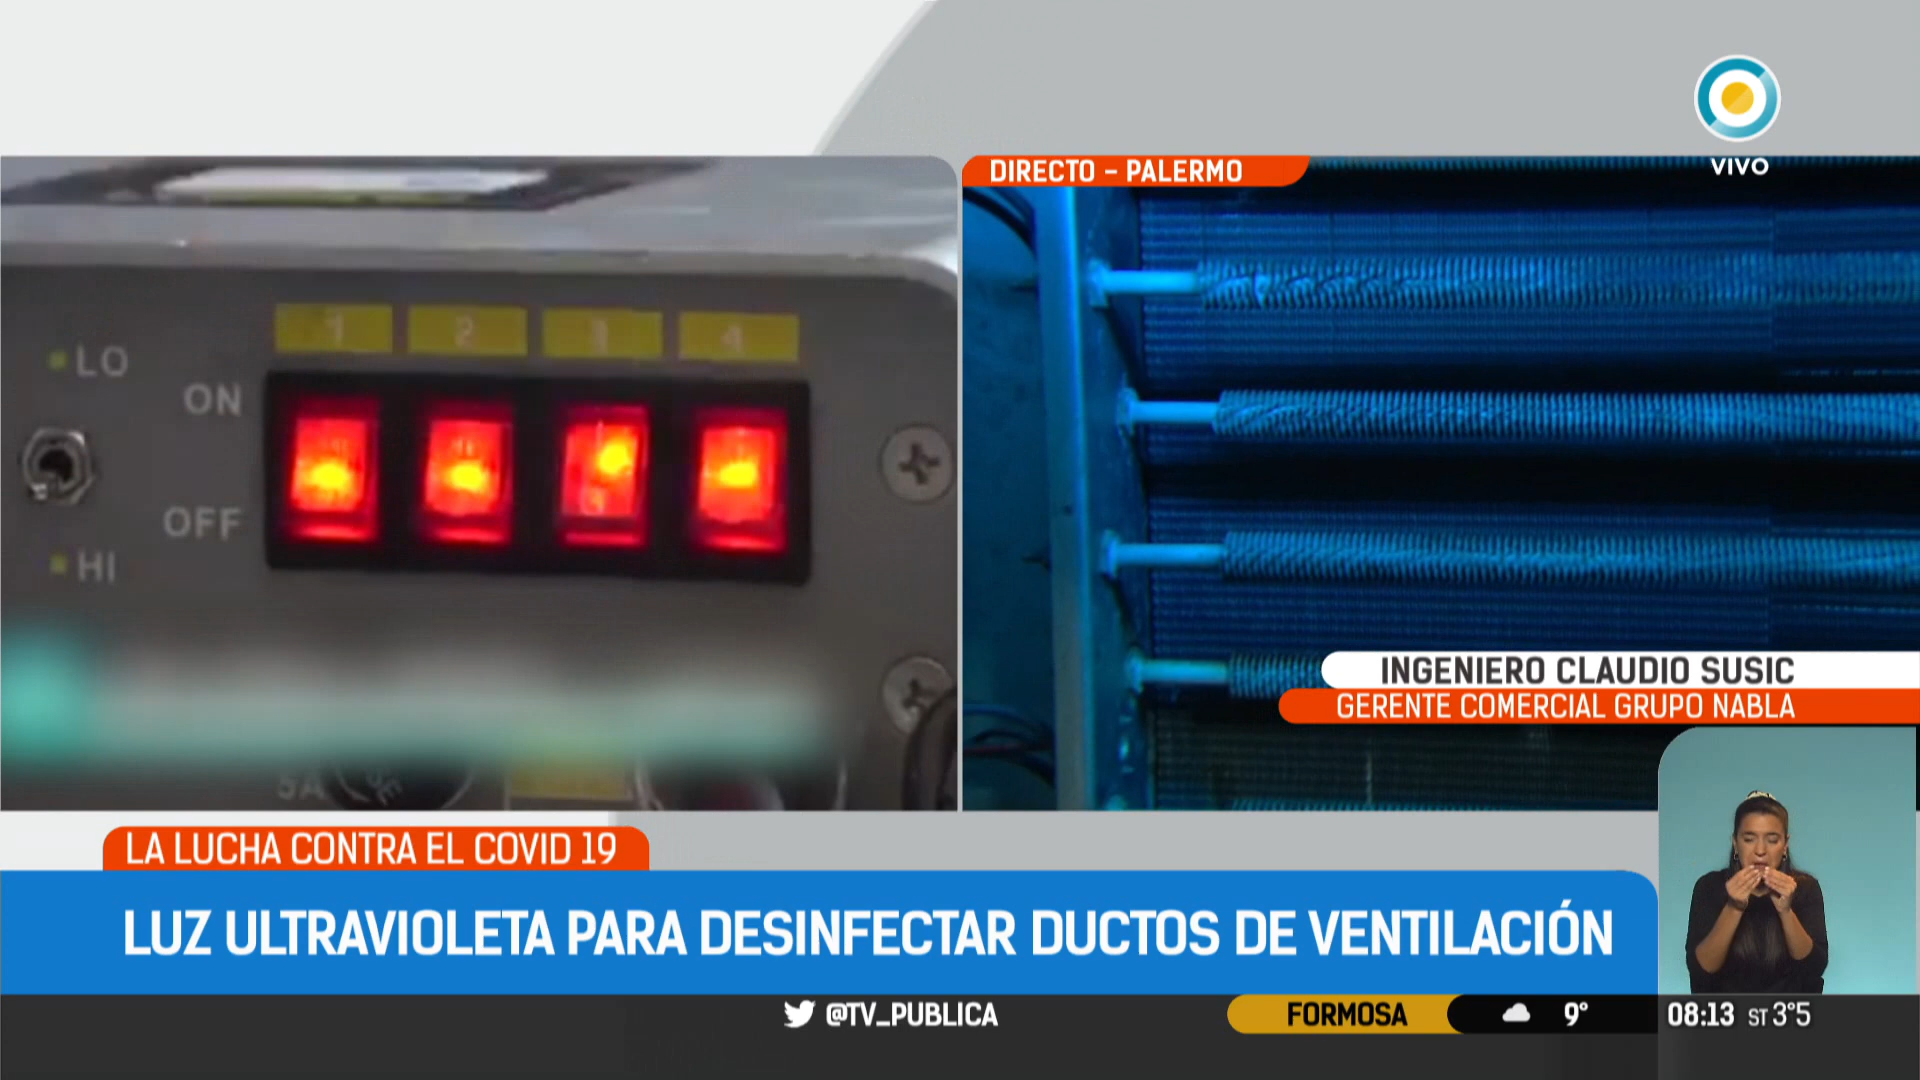 VIVO
DIRECTO - PALERMO
1 2 3 4
LO
ON
OFF
HI
5A
INGENIERO CLAUDIO SUSIC
GERENTE COMERCIAL GRUPO NABLA
LA LUCHA CONTRA EL COVID 19
LUZ ULTRAVIOLETA PARA DESINFECTAR DUCTOS DE VENTILACIÓN
@TV_PUBLICA
FORMOSA 9° 08:13 ST 3°5